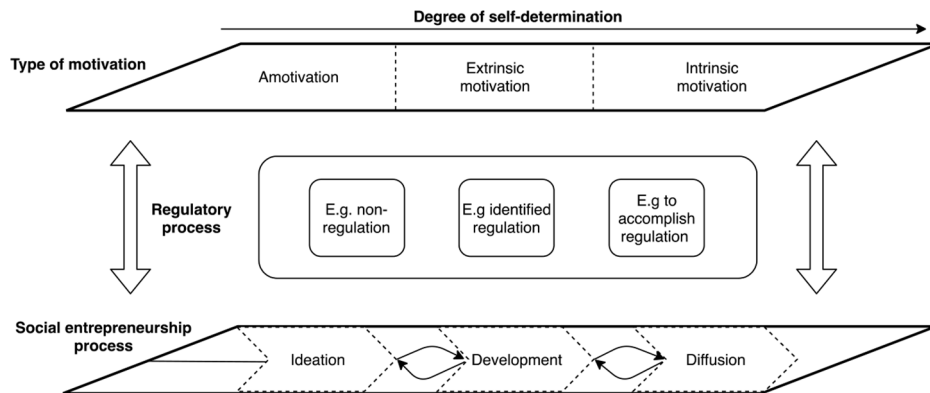 Degree of self-determination
Type of motivation
Amotivation
Extrinsic
motivation
Intrinsic
motivation
Regulatory
process
E.g. non-
regulation
E.g identified
regulation
E.g to
accomplish
regulation
Social entrepreneurship
process
Ideation
Development
Diffusion